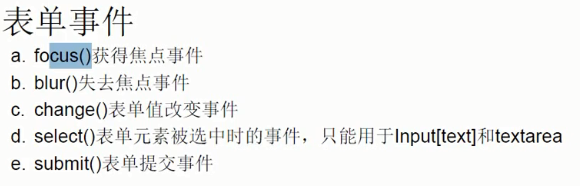 表单事件
a. focus()获得焦点事件
b. blur()失去焦点事件
c. change()表单值改变事件
d. select()表单元素被选中时的事件，只能用于Input[text]和textarea
e. submit()表单提交事件